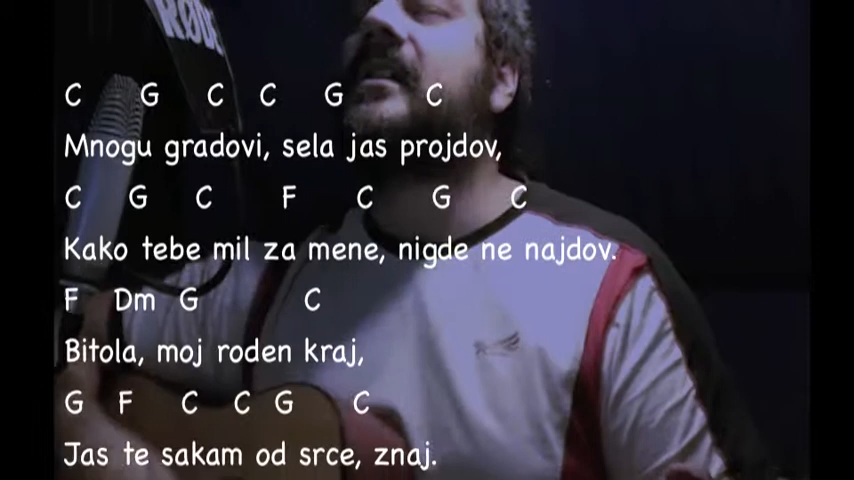 RØDE
C G C C G C
Mnogu gradovi, sela jas projdov,
C G C F C G C
Kako tebe mil za mene, nigde ne najdov.
F Dm G C
Bitola, moj roden kraj,
G F C C G C
Jas te sakam od srce, znaj.